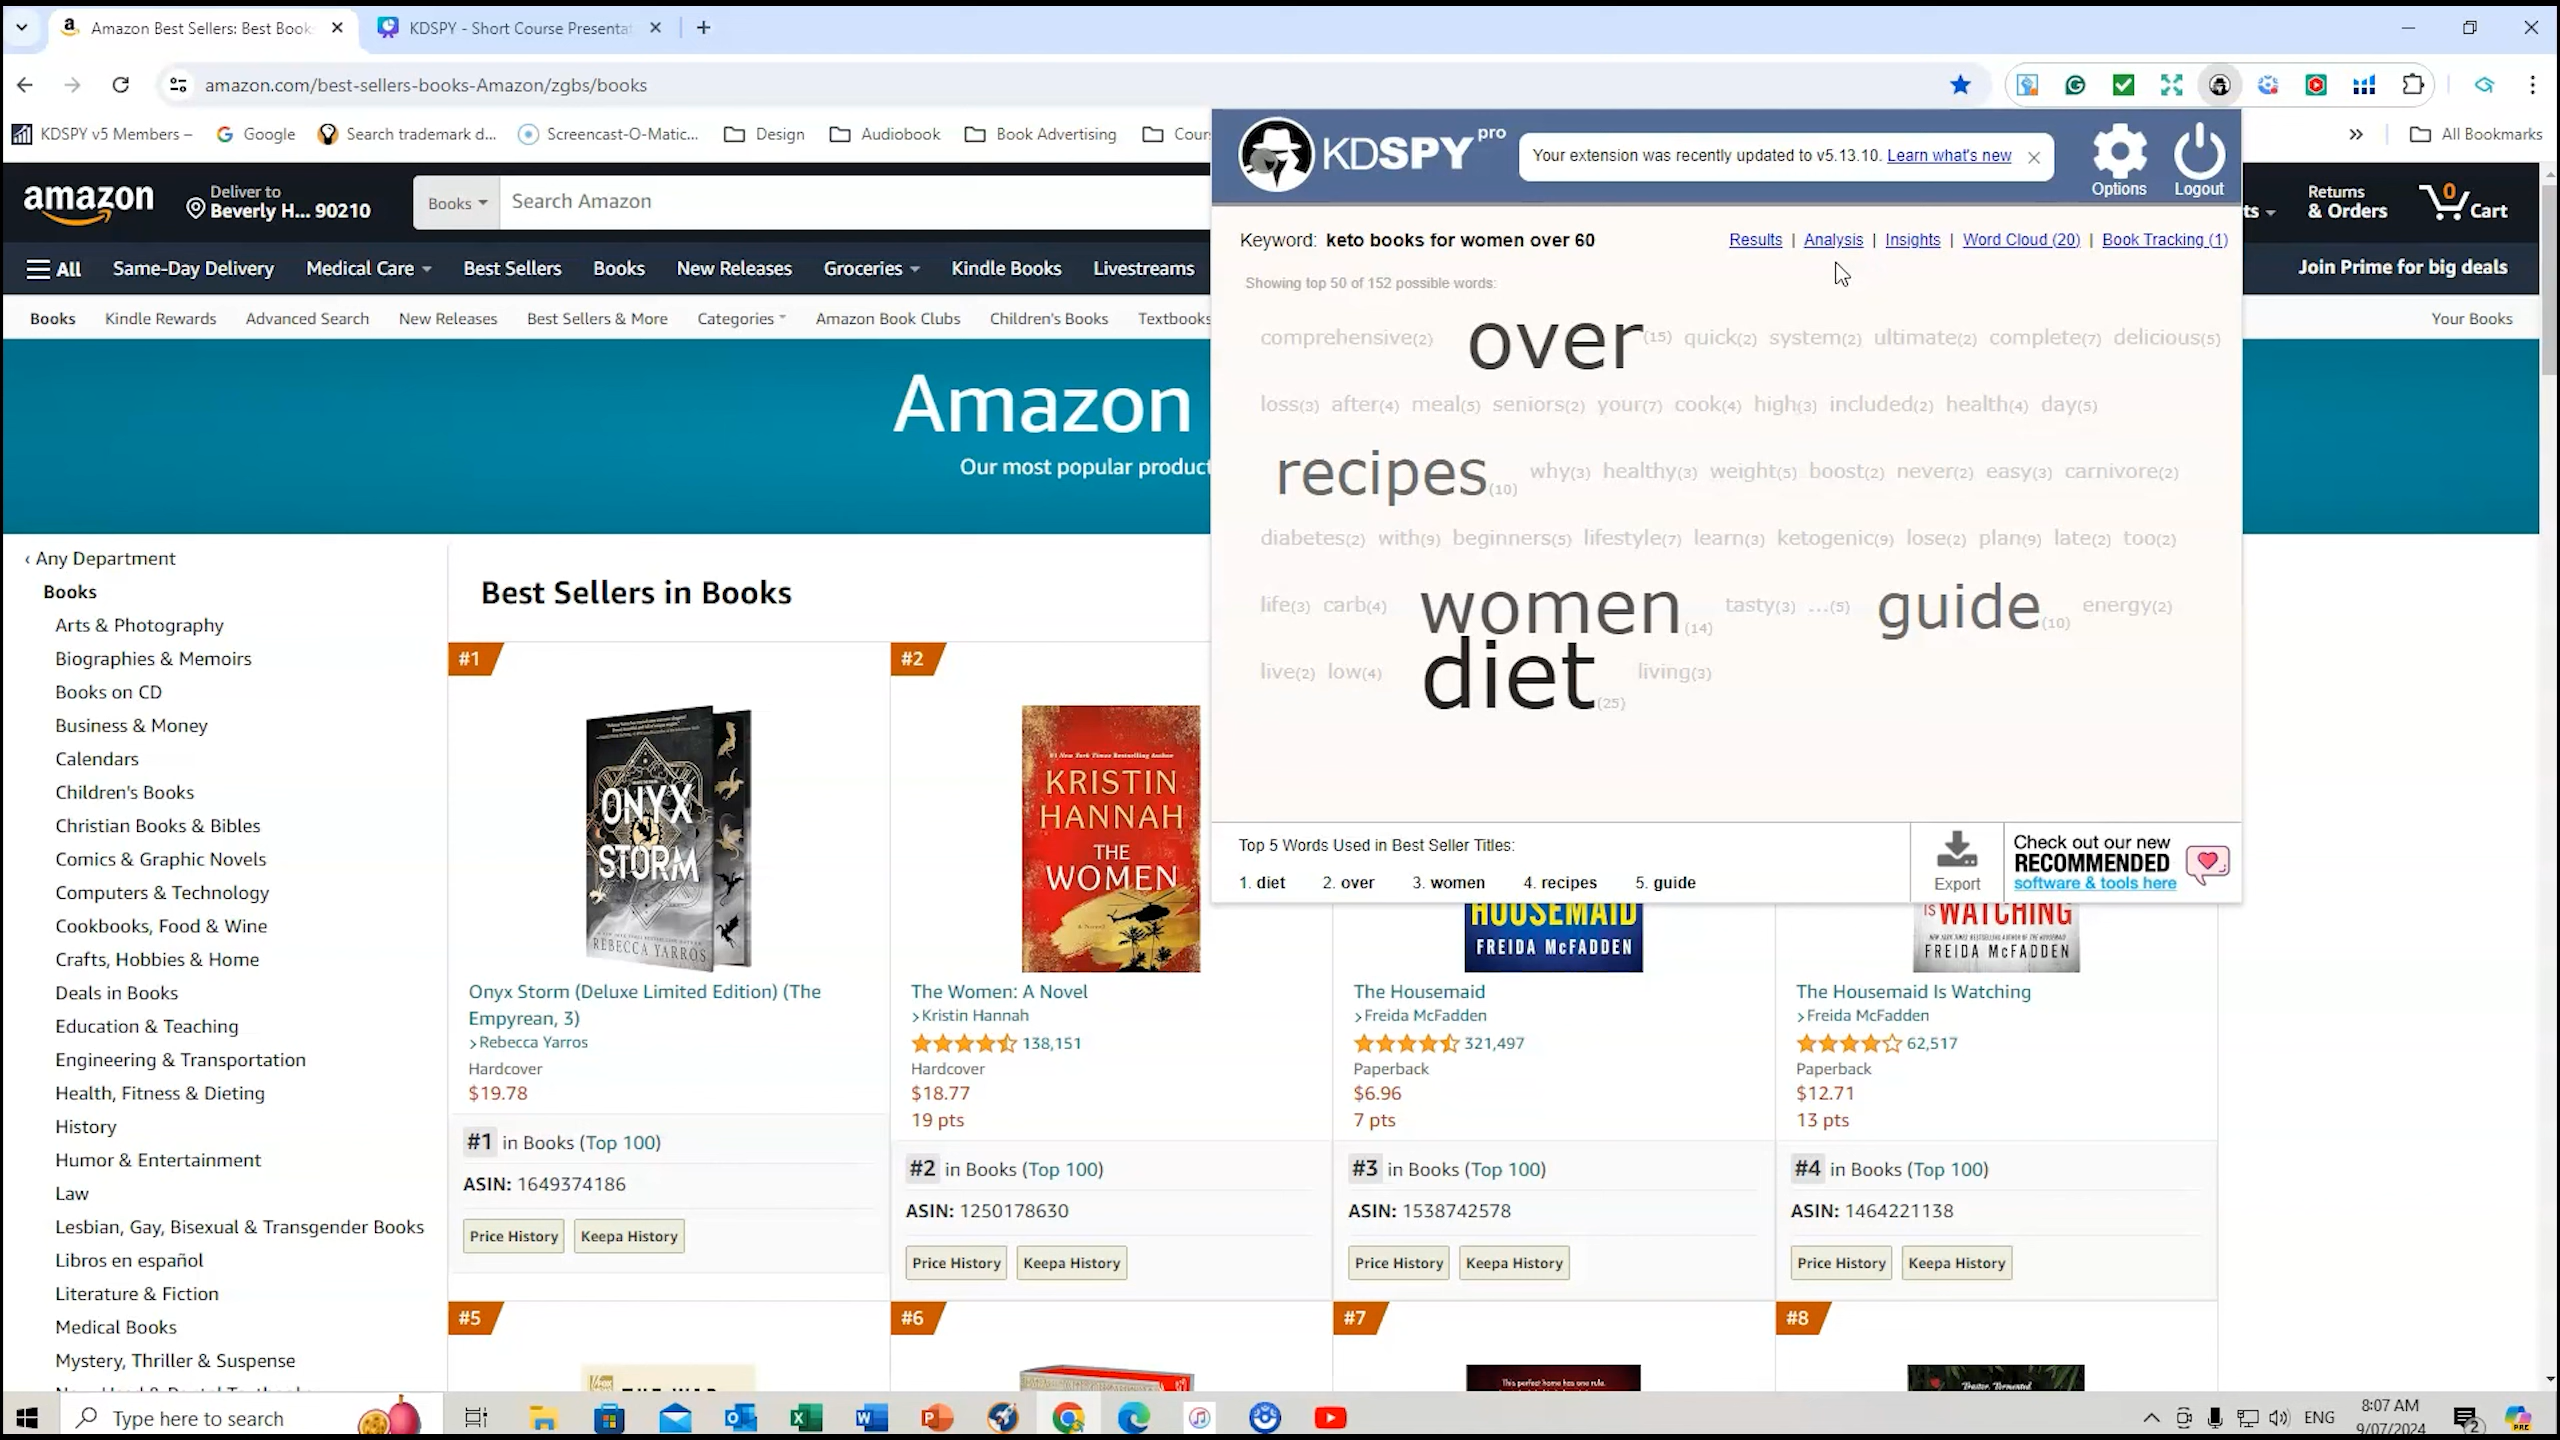 Amazon Best Sellers: Best Book
KDSPY - Short Course Presenta
amazon.com/best-sellers-books-Amazon/zgbs/books
KDSPY v5 Members –
Google
Search trademark d...
Screencast-O-Matic...
Design
Audiobook
Book Advertising
Cour
»
All Bookmarks
amazon
Deliver to
Beverly H... 90210
Books
Search Amazon
ts
Returns
& Orders
0
Cart
All
Same-Day Delivery
Medical Care
Best Sellers
Books
New Releases
Groceries
Kindle Books
Livestreams
Join Prime for big deals
Books
Kindle Rewards
Advanced Search
New Releases
Best Sellers & More
Categories
Amazon Book Clubs
Children's Books
Textbooks
Your Books
Amazon
Our most popular product
KDSPY pro
Your extension was recently updated to v5.13.10. Learn what's new
Options
Logout
Keyword: keto books for women over 60
Results | Analysis | Insights | Word Cloud (20) | Book Tracking (1)
Showing top 50 of 152 possible words:
comprehensive(2) over(15) quick(2) system(2) ultimate(2) complete(7) delicious(5)
loss(3) after(4) meal(5) seniors(2) your(7) cook(4) high(3) included(2) health(4) day(5)
recipes(10) why(3) healthy(3) weight(5) boost(2) never(2) easy(3) carnivore(2)
diabetes(2) with(9) beginners(5) lifestyle(7) learn(3) ketogenic(9) lose(2) plan(9) late(2) too(2)
life(3) carb(4) women(14) tasty(3) ...(5) guide(10) energy(2)
live(2) low(4) diet(25) living(3)
Top 5 Words Used in Best Seller Titles:
1. diet 2. over 3. women 4. recipes 5. guide
Export
Check out our new
RECOMMENDED
software & tools here
‹ Any Department
Books
Arts & Photography
Biographies & Memoirs
Books on CD
Business & Money
Calendars
Children's Books
Christian Books & Bibles
Comics & Graphic Novels
Computers & Technology
Cookbooks, Food & Wine
Crafts, Hobbies & Home
Deals in Books
Education & Teaching
Engineering & Transportation
Health, Fitness & Dieting
History
Humor & Entertainment
Law
Lesbian, Gay, Bisexual & Transgender Books
Libros en español
Literature & Fiction
Medical Books
Mystery, Thriller & Suspense
Best Sellers in Books
#1
ONYX
STORM
REBECCA YARROS
Onyx Storm (Deluxe Limited Edition) (The
Empyrean, 3)
› Rebecca Yarros
Hardcover
$19.78
#1 in Books (Top 100)
ASIN: 1649374186
Price History
Keepa History
#2
#1 New York Times Bestselling Author
KRISTIN
HANNAH
THE
WOMEN
The Women: A Novel
› Kristin Hannah
138,151
Hardcover
$18.77
19 pts
#2 in Books (Top 100)
ASIN: 1250178630
Price History
Keepa History
HOUSEMAID
FREIDA McFADDEN
The Housemaid
› Freida McFadden
321,497
Paperback
$6.96
7 pts
#3 in Books (Top 100)
ASIN: 1538742578
Price History
Keepa History
IS WATCHING
FREIDA McFADDEN
The Housemaid Is Watching
› Freida McFadden
62,517
Paperback
$12.71
13 pts
#4 in Books (Top 100)
ASIN: 1464221138
Price History
Keepa History
#5
#6
#7
This perfect home has one rule.
#8
Traitor. Tormented.
Type here to search
ENG
8:07 AM
9/07/2024
2
PRE